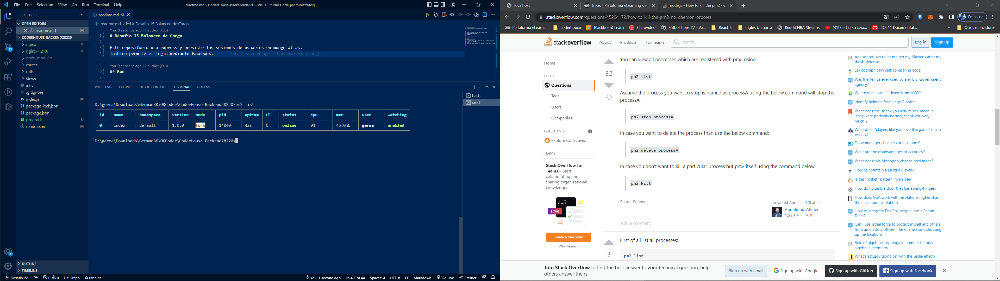 File Edit Selection View Go Run Terminal Help
readme.md - CoderHouse-Backend28220 - Visual Studio Code [Administrator]
EXPLORER
OPEN EDITORS
readme.md M
CODERHOUSE-BACKEND28220
nginx
nginx-1.21.6
node_modules
routes
utils
views
.env
.gitignore
JS index.js M
{} package-lock.json
{} package.json
JS prueba.js U
readme.md M
OUTLINE
TIMELINE
33
1
readme.md M
readme.md > # Desafio 15 Balanceo de Carga
You, 9 seconds ago | 1 author (You)
1 # Desafio 15 Balanceo de Carga
2
3 Este repositorio usa express y persiste las sesiones de usuarios en mongo atlas.
4 También permite el login mediante Facebook. You, 1 second ago • Uncommitted changes
5
You, 9 seconds ago | 1 author (You)
6 ## Run
7
PROBLEMS OUTPUT DEBUG CONSOLE TERMINAL GITLENS
bash
cmd
D:\germa\Downloads\GermanBK\OKCoder\CoderHouse-Backend28220>pm2 list
id name namespace version mode pid uptime ↺ status cpu mem user watching
0 index default 1.0.0 fork 14040 42s 0 online 0% 45.0mb germa enabled
D:\germa\Downloads\GermanBK\OKCoder\CoderHouse-Backend28220>
Desafio15* 0 0 Git Graph tabnine You, 1 second ago Ln 4, Col 44 Spaces: 4 UTF-8 LF Markdown Go Live Prettier
localhost
Inicio | Plataforma eLearning de
node.js - How to kill the pm2 --n
stackoverflow.com/questions/45204172/how-to-kill-the-pm2-no-daemon-process
En pausa
Plataforma eLearni... coderhouse Blackboard Learn Clarovideo Fútbol Libre TV - Ve... React Js Ingles Uninorte Reddit NBA Streams (31) 0.- Curso Java... JDK 11 Documentat... » Otros marcadores
stackoverflow About Products For Teams Search... Log in Sign up
Home
PUBLIC
Questions
Tags
Users
Companies
COLLECTIVES
Explore Collectives
TEAMS
Stack Overflow for
Teams – Start
collaborating and
sharing organizational
knowledge.
>_?
Free
Create a free Team
Why Teams?
32
You can view all processes which are registered with pm2 using
pm2 list
Assume the process you want to stop is named as processA using the below command will stop the
processA:
pm2 stop processA
In case you want to delete the process than use the below command:
pm2 delete processA
In case you don't want to kill a particular process but pm2 itself using the command below:
pm2 kill
Share Follow
answered Apr 22, 2020 at 5:52
Abdulmoiz Ahmer
1,529 11 30
Add a comment
3
First of all list all processes:
pm2 list
Advisor refuses to let me get my Master's after my
thesis defense
Lexicographically self-comparing code
Was the Amiga ever used by any U.S. Government
agency?
Where does bus 111 leave from MCO?
Identify helmets from Lego Bionicle
What does the 'thank you very much' mean in
"they were perfectly normal, thank you very
much"?
What does "players like you love this game" mean
exactly?
Do women get cheaper car insurance?
What are the disadvantages of accuracy?
What does this Monopoly chance card mean?
How To Maintain a Electric Bicycle?
Is the "rocket" pattern inversible?
How do I plumb a door that has spring-hinges?
How does VGA work with resolutions higher than
the maximum resolution?
How to integrate DevOps people into a Scrum
Team?
Can I use lethal force to protect myself and others
from an on duty officer if he or she starts shooting
up the location?
Role of algebraic topology in number theory or
algebraic geometry
What's actually going on with the Leslie effect?
Join Stack Overflow to find the best answer to your technical question, help
others answer theirs.
Sign up with email
Sign up with Google
Sign up with GitHub
Sign up with Facebook